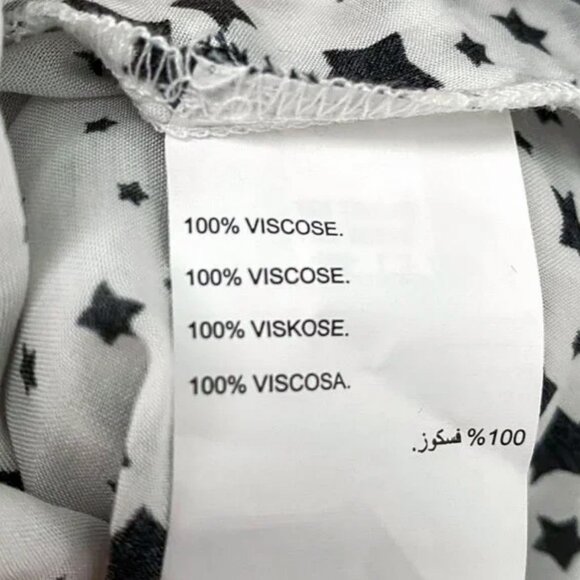 100% VISCOSE.
100% VISCOSE.
100% VISKOSE.
100% VISCOSA.
100% فسكوز.